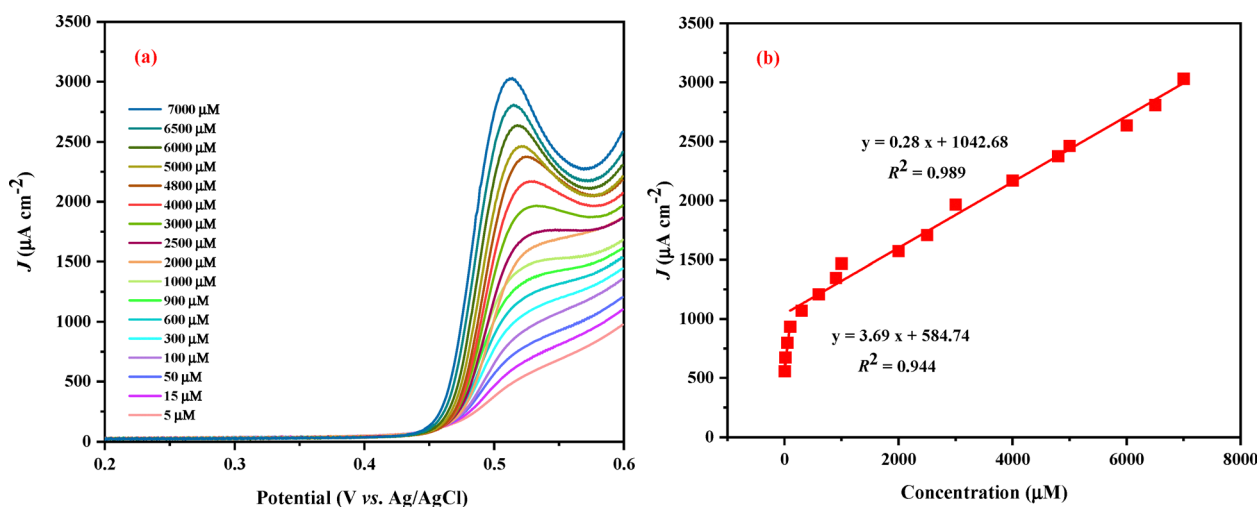 (a)
3500
3000
2500
2000
1500
1000
500
0
J (µA cm⁻²)
7000 µM
6500 µM
6000 µM
5000 µM
4800 µM
4000 µM
3000 µM
2500 µM
2000 µM
1000 µM
900 µM
600 µM
300 µM
100 µM
50 µM
15 µM
5 µM
0.2 0.3 0.4 0.5 0.6
Potential (V vs. Ag/AgCl)
(b)
3500
3000
2500
2000
1500
1000
500
0
J (µA cm⁻²)
y = 0.28 x + 1042.68
R² = 0.989
y = 3.69 x + 584.74
R² = 0.944
0 2000 4000 6000 8000
Concentration (µM)